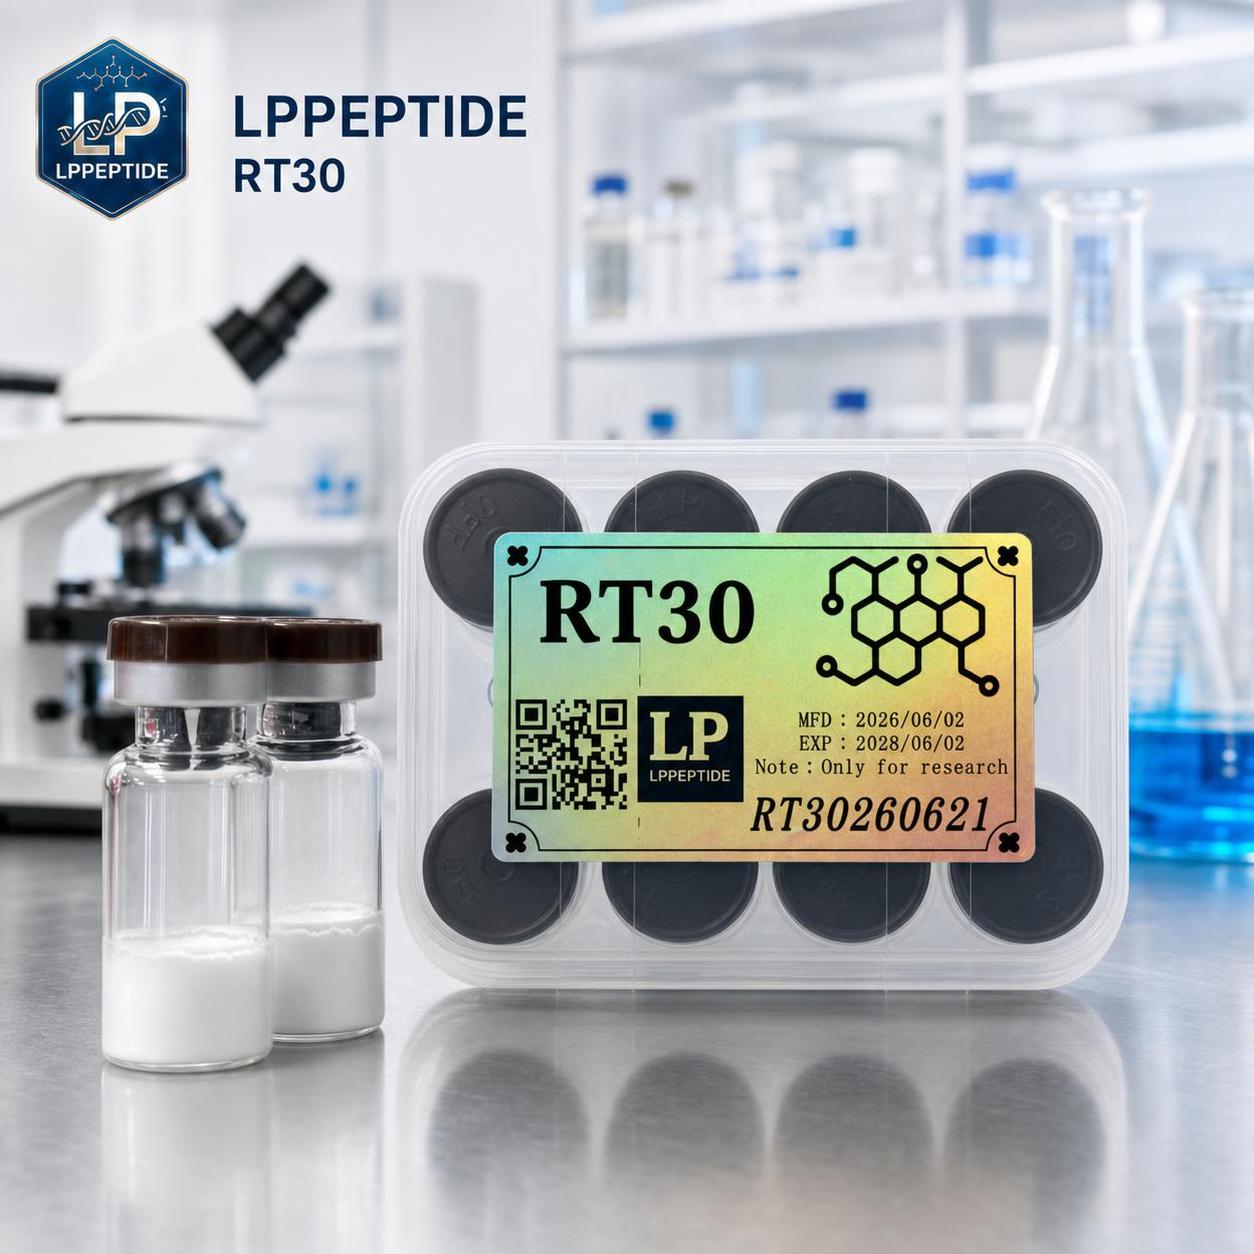 LP
LPPEPTIDE
LPPEPTIDE
RT30
RT30
LP
LPPEPTIDE
MFD : 2026/06/02
EXP : 2028/06/02
Note : Only for research
RT30260621